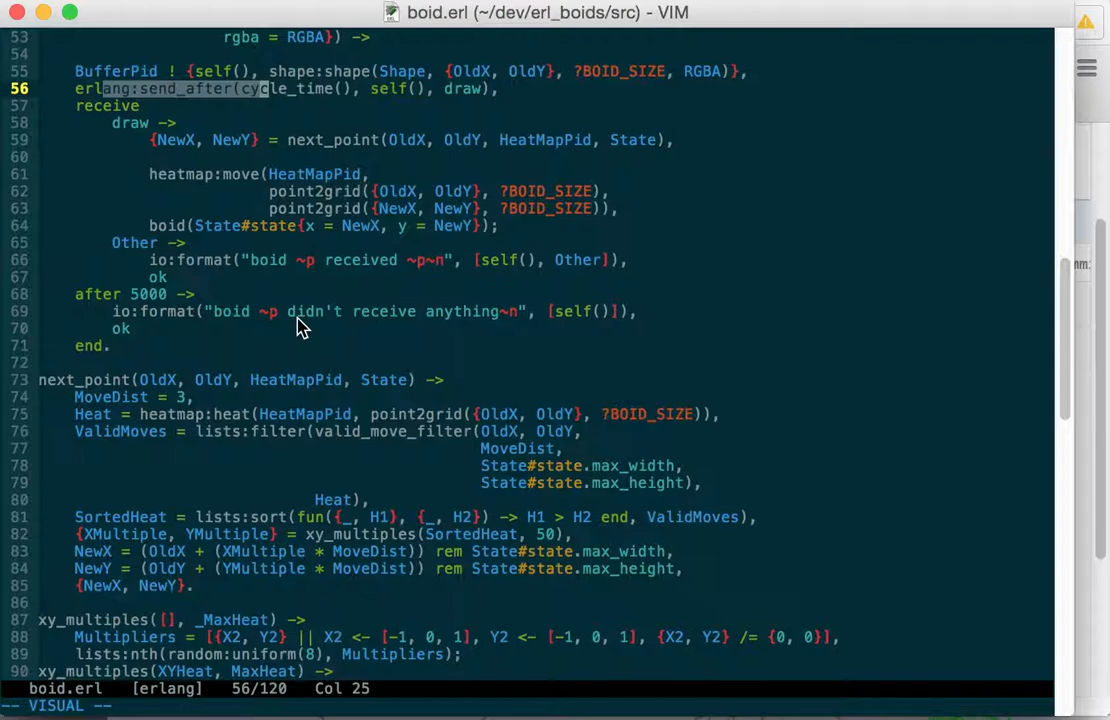 boid.erl (~/dev/erl_boids/src) - VIM
53                     rgba = RGBA}) ->
54
55     BufferPid ! {self(), shape:shape(Shape, {OldX, OldY}, ?BOID_SIZE, RGBA)},
56     erlang:send_after(cycle_time(), self(), draw),
57     receive
58         draw ->
59             {NewX, NewY} = next_point(OldX, OldY, HeatMapPid, State),
60
61             heatmap:move(HeatMapPid,
62                          point2grid({OldX, OldY}, ?BOID_SIZE),
63                          point2grid({NewX, NewY}, ?BOID_SIZE)),
64             boid(State#state{x = NewX, y = NewY});
65         Other ->
66             io:format("boid ~p received ~p~n", [self(), Other]),
67             ok
68     after 5000 ->
69         io:format("boid ~p didn't receive anything~n", [self()]),
70         ok
71     end.
72
73 next_point(OldX, OldY, HeatMapPid, State) ->
74     MoveDist = 3,
75     Heat = heatmap:heat(HeatMapPid, point2grid({OldX, OldY}, ?BOID_SIZE)),
76     ValidMoves = lists:filter(valid_move_filter(OldX, OldY,
77                                                 MoveDist,
78                                                 State#state.max_width,
79                                                 State#state.max_height),
80                               Heat),
81     SortedHeat = lists:sort(fun({_, H1}, {_, H2}) -> H1 > H2 end, ValidMoves),
82     {XMultiple, YMultiple} = xy_multiples(SortedHeat, 50),
83     NewX = (OldX + (XMultiple * MoveDist)) rem State#state.max_width,
84     NewY = (OldY + (YMultiple * MoveDist)) rem State#state.max_height,
85     {NewX, NewY}.
86
87 xy_multiples([], _MaxHeat) ->
88     Multipliers = [{X2, Y2} || X2 <- [-1, 0, 1], Y2 <- [-1, 0, 1], {X2, Y2} /= {0, 0}],
89     lists:nth(random:uniform(8), Multipliers);
90 xy_multiples(XYHeat, MaxHeat) ->
boid.erl   [erlang]   56/120   Col 25
-- VISUAL --